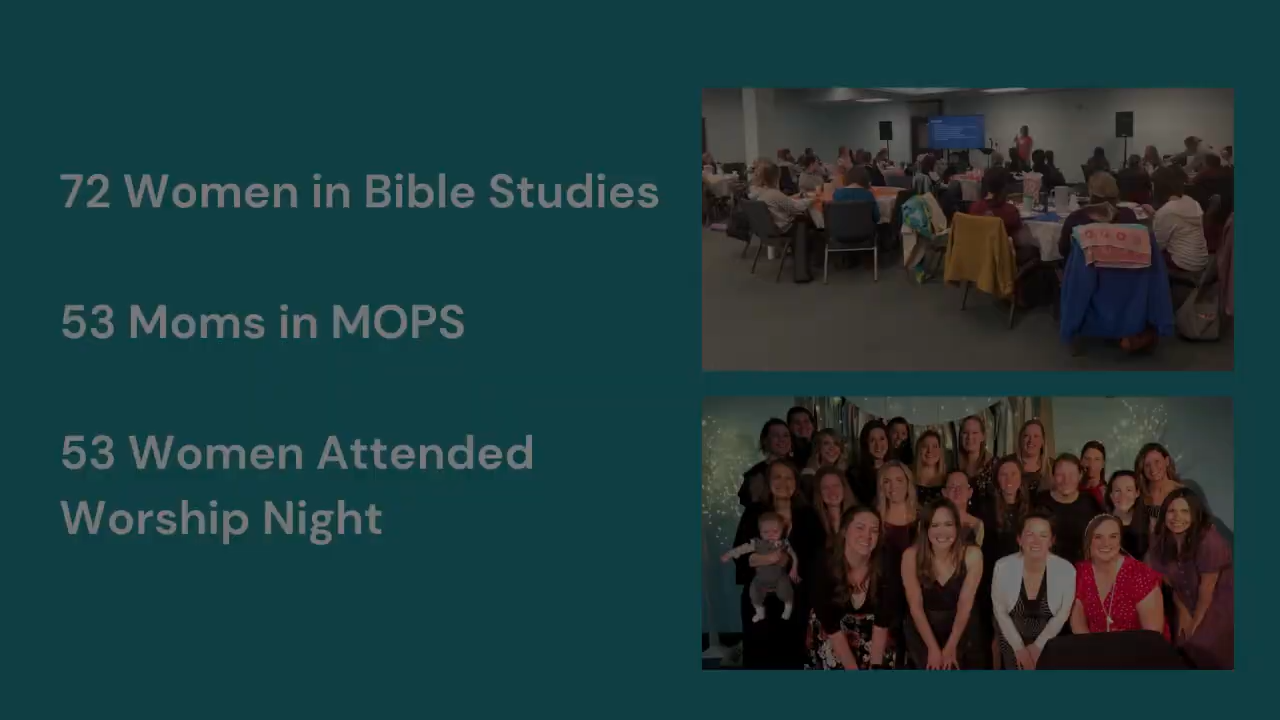 72 Women in Bible Studies
53 Moms in MOPS
53 Women Attended
Worship Night